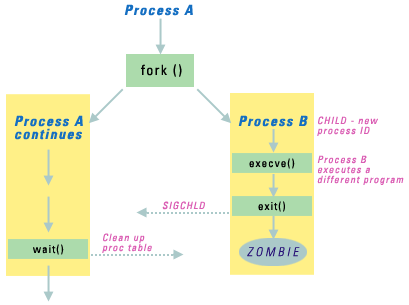 Process A
fork ()
Process A
continues
Process B
CHILD - new
process ID
execve()
Process B
executes a
different program
SIGCHLD
exit()
Clean up
proc table
wait()
ZOMBIE